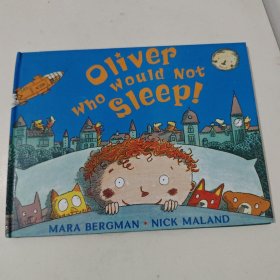 Oliver
Who Would Not
Sleep!
MARA BERGMAN • NICK MALAND